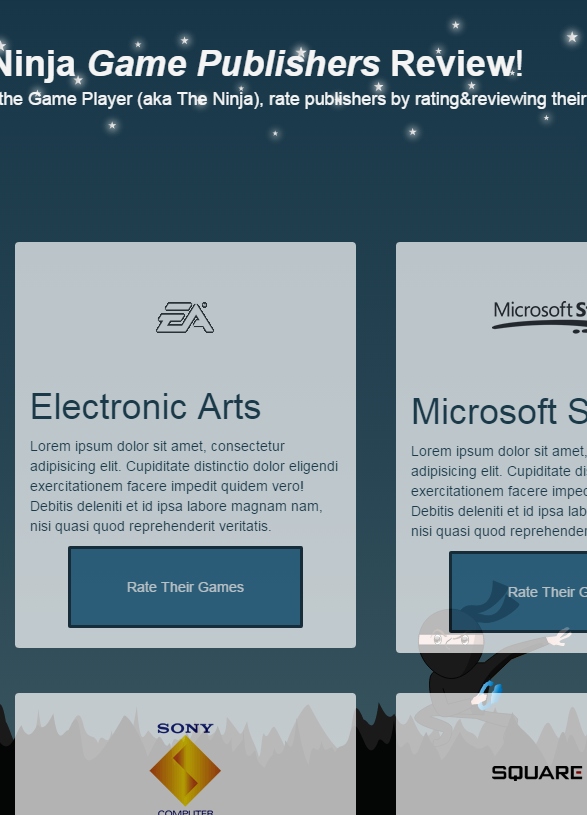 Ninja Game Publishers Review!
the Game Player (aka The Ninja), rate publishers by rating&reviewing their
EA
Electronic Arts
Lorem ipsum dolor sit amet, consectetur
adipisicing elit. Cupiditate distinctio dolor eligendi
exercitationem facere impedit quidem vero!
Debitis deleniti et id ipsa labore magnam nam,
nisi quasi quod reprehenderit veritatis.
Rate Their Games
Microsoft S
Microsoft S
Lorem ipsum dolor sit amet,
adipisicing elit. Cupiditate di
exercitationem facere imped
Debitis deleniti et id ipsa lab
nisi quasi quod reprehender
Rate Their G
SONY
COMPUTER
SQUARE